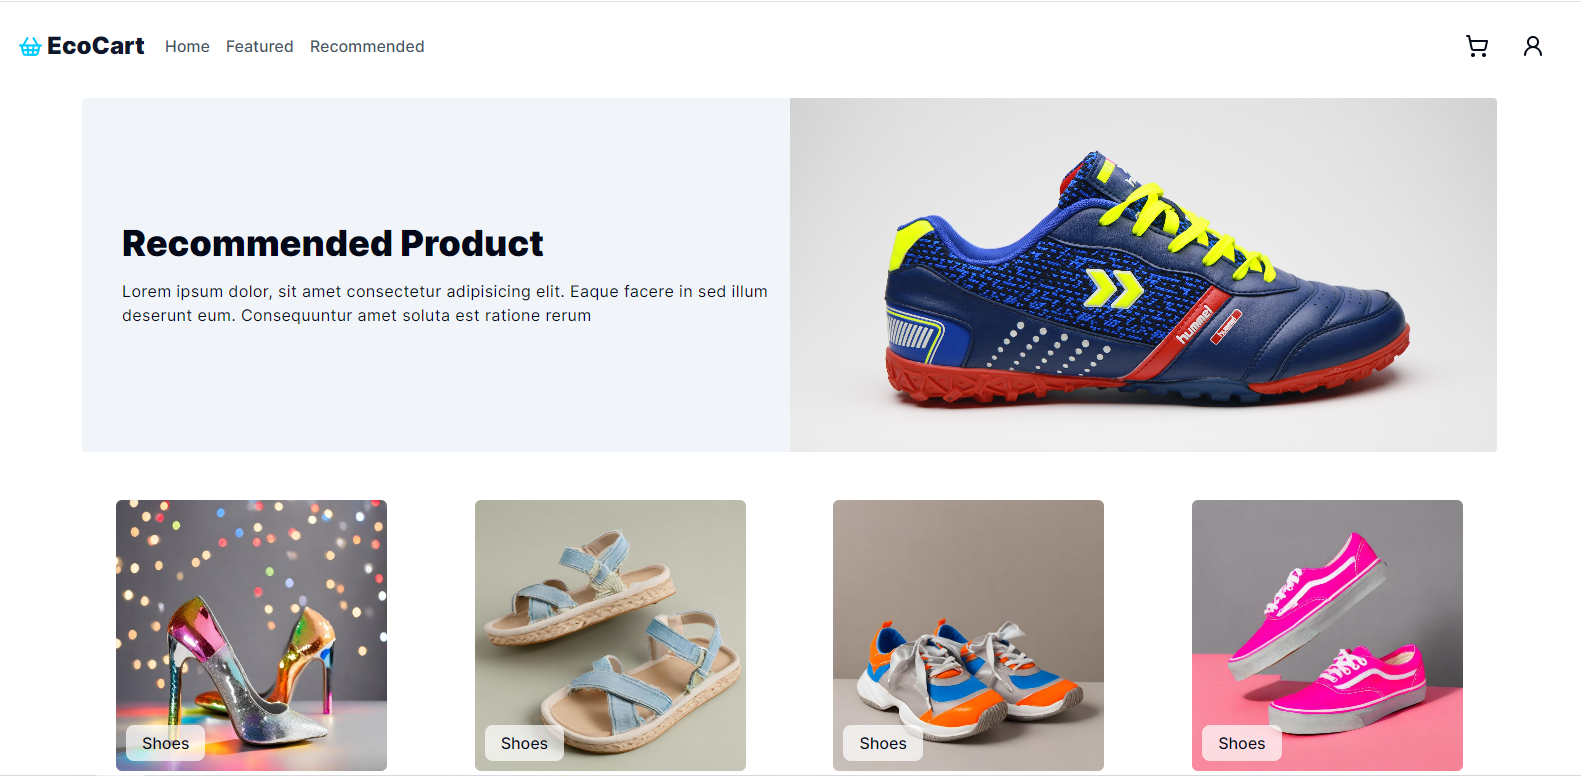 EcoCart Home Featured Recommended
Recommended Product
Lorem ipsum dolor, sit amet consectetur adipisicing elit. Eaque facere in sed illum
deserunt eum. Consequuntur amet soluta est ratione rerum
hummel
hummel
Shoes
Shoes
Shoes
Shoes